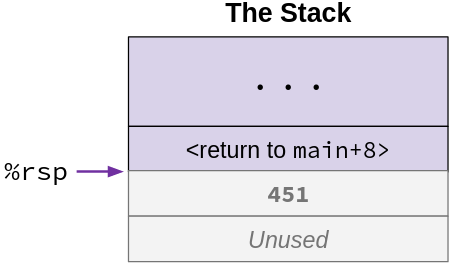 The Stack
. . .
<return to main+8>
%rsp
451
Unused